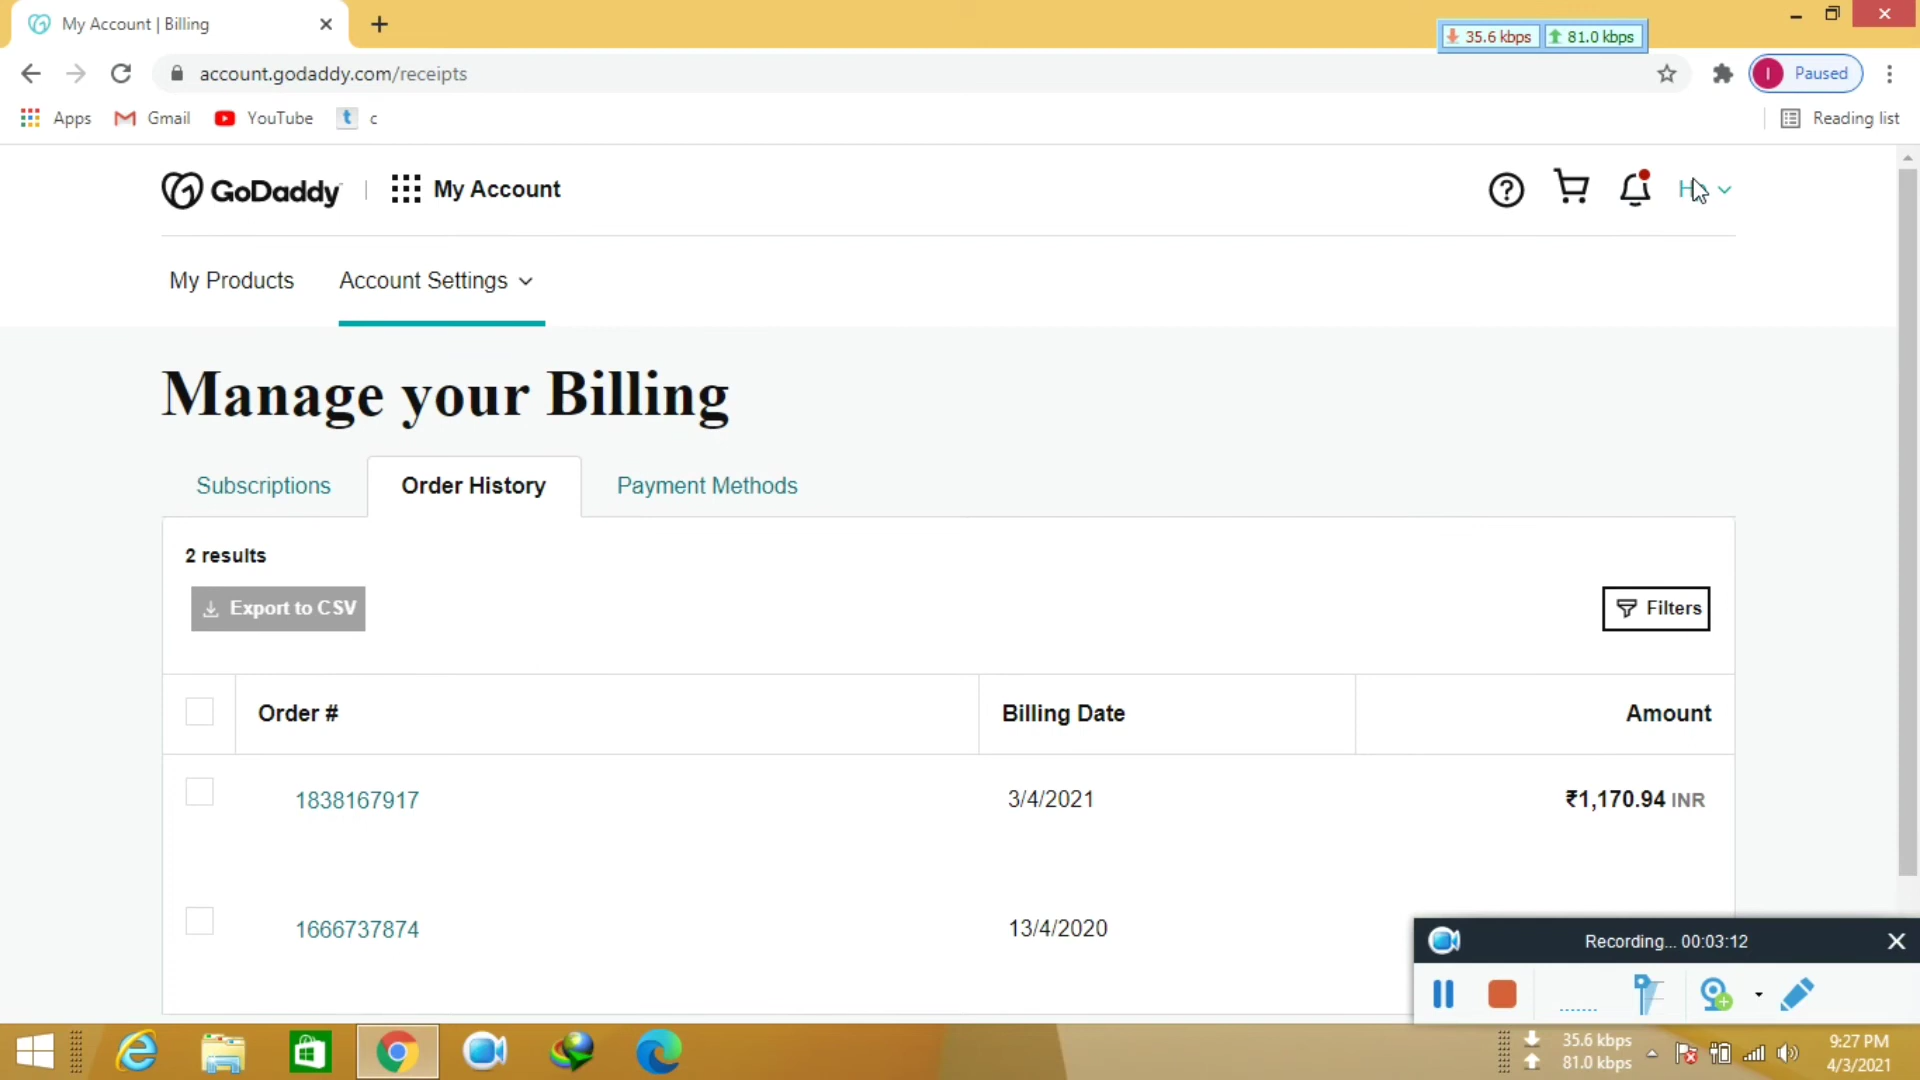 My Account | Billing
35.6 kbps 81.0 kbps
account.godaddy.com/receipts
I Paused
Apps Gmail YouTube t c
Reading list
GoDaddy My Account
My Products Account Settings
Manage your Billing
Subscriptions Order History Payment Methods
2 results
Export to CSV
Filters
Order # Billing Date Amount
1838167917 3/4/2021 ₹1,170.94 INR
1666737874 13/4/2020
Recording... 00:03:12
35.6 kbps
81.0 kbps
9:27 PM
4/3/2021